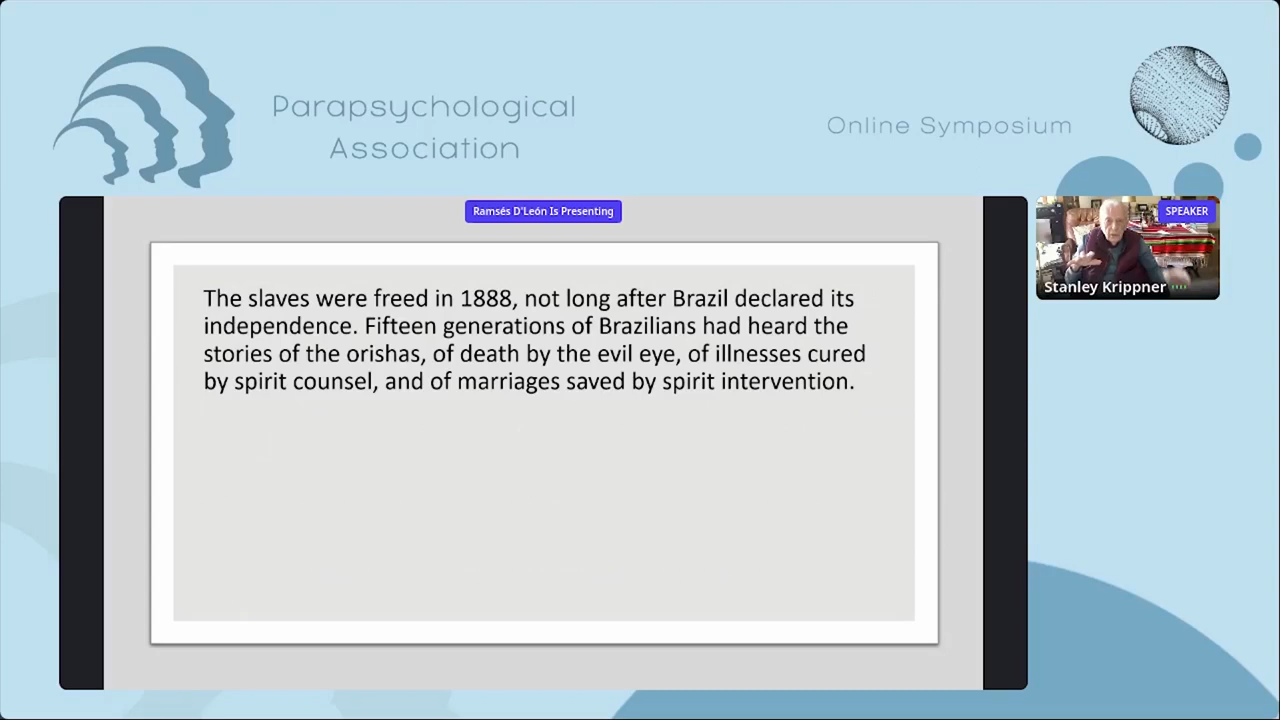 Parapsychological
Association
Online Symposium
Ramsés D'León Is Presenting
SPEAKER
Stanley Krippner
The slaves were freed in 1888, not long after Brazil declared its
independence. Fifteen generations of Brazilians had heard the
stories of the orishas, of death by the evil eye, of illnesses cured
by spirit counsel, and of marriages saved by spirit intervention.